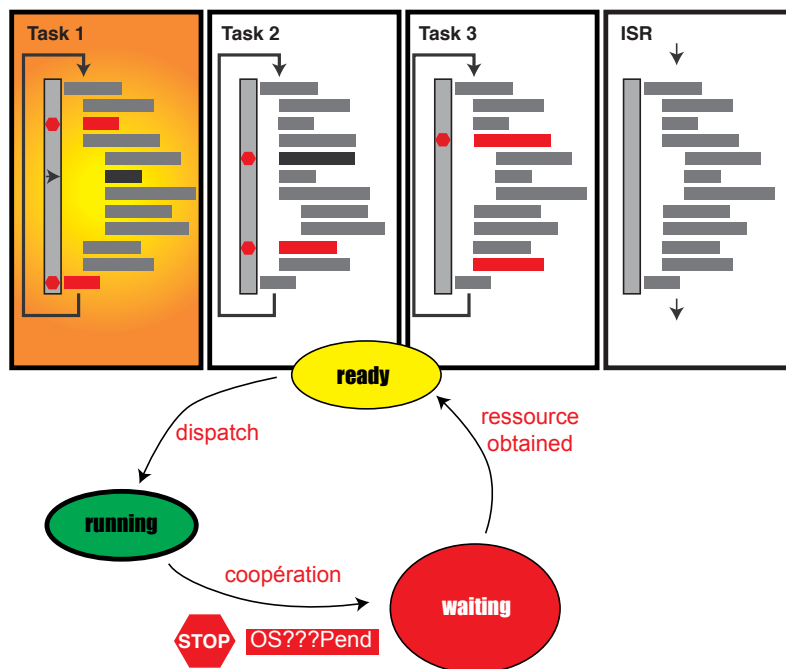 Task 1
Task 2
Task 3
ISR
ready
dispatch
ressource
obtained
running
coopération
waiting
STOP
OS???Pend